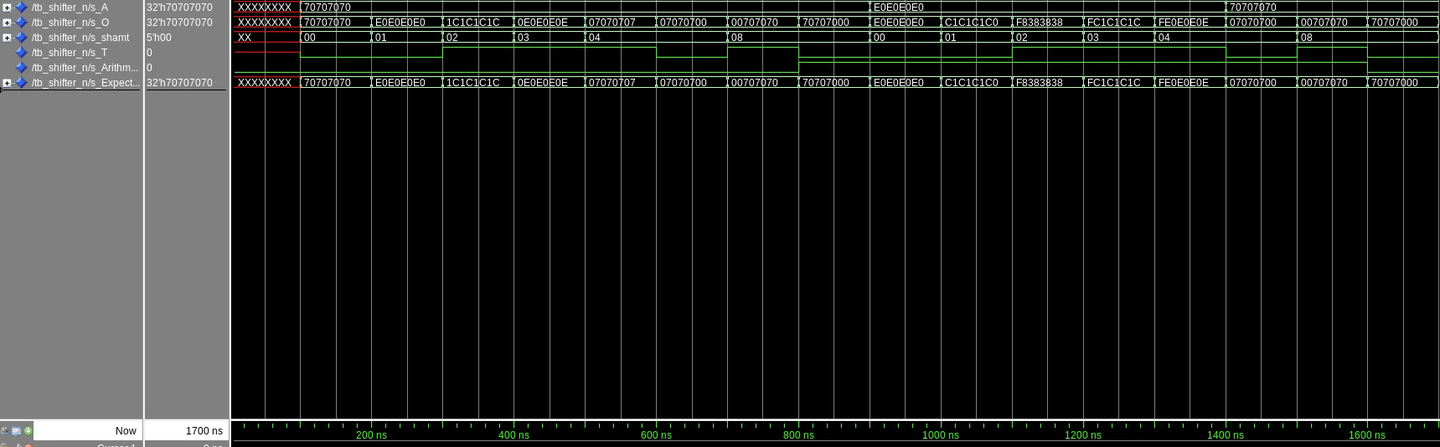 /tb_shifter_n/s_A 32'h70707070 70707070 E0E0E0E0 70707070
/tb_shifter_n/s_O 32'h70707070 XXXXXXXX 70707070 E0E0E0E0 1C1C1C1C 0E0E0E0E 07070707 07070700 00707070 70707000 E0E0E0E0 C1C1C1C0 F8383838 FC1C1C1C FE0E0E0E 07070700 00707070 70707000
/tb_shifter_n/s_shamt 5'h00 XX 00 01 02 03 04 08 00 01 02 03 04 08
/tb_shifter_n/s_T 0
/tb_shifter_n/s_Arithm... 0
/tb_shifter_n/s_Expect... 32'h70707070 XXXXXXXX 70707070 E0E0E0E0 1C1C1C1C 0E0E0E0E 07070707 07070700 00707070 70707000 E0E0E0E0 C1C1C1C0 F8383838 FC1C1C1C FE0E0E0E 07070700 00707070 70707000
Now 1700 ns 200 ns 400 ns 600 ns 800 ns 1000 ns 1200 ns 1400 ns 1600 ns